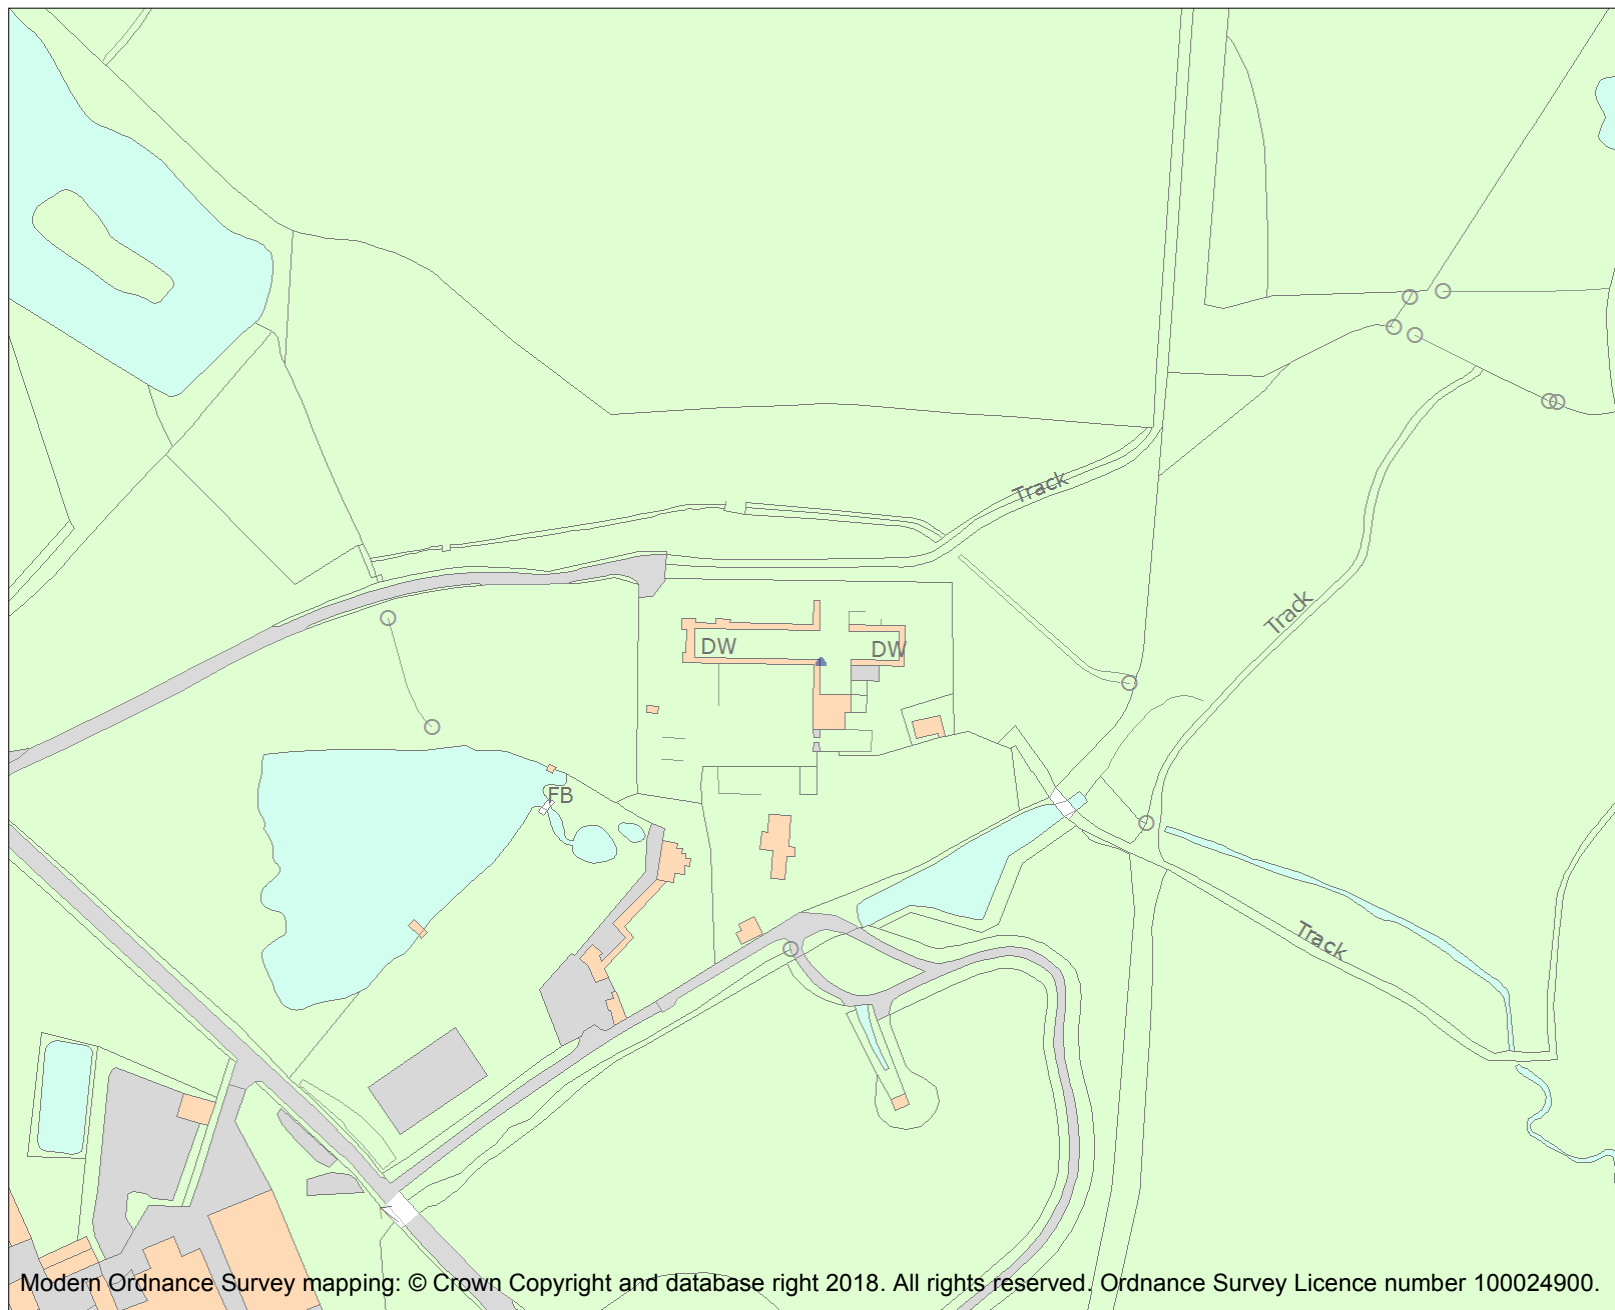 Track
Track
DW
DW
FB
Track
Modern Ordnance Survey mapping: © Crown Copyright and database right 2018. All rights reserved. Ordnance Survey Licence number 100024900.